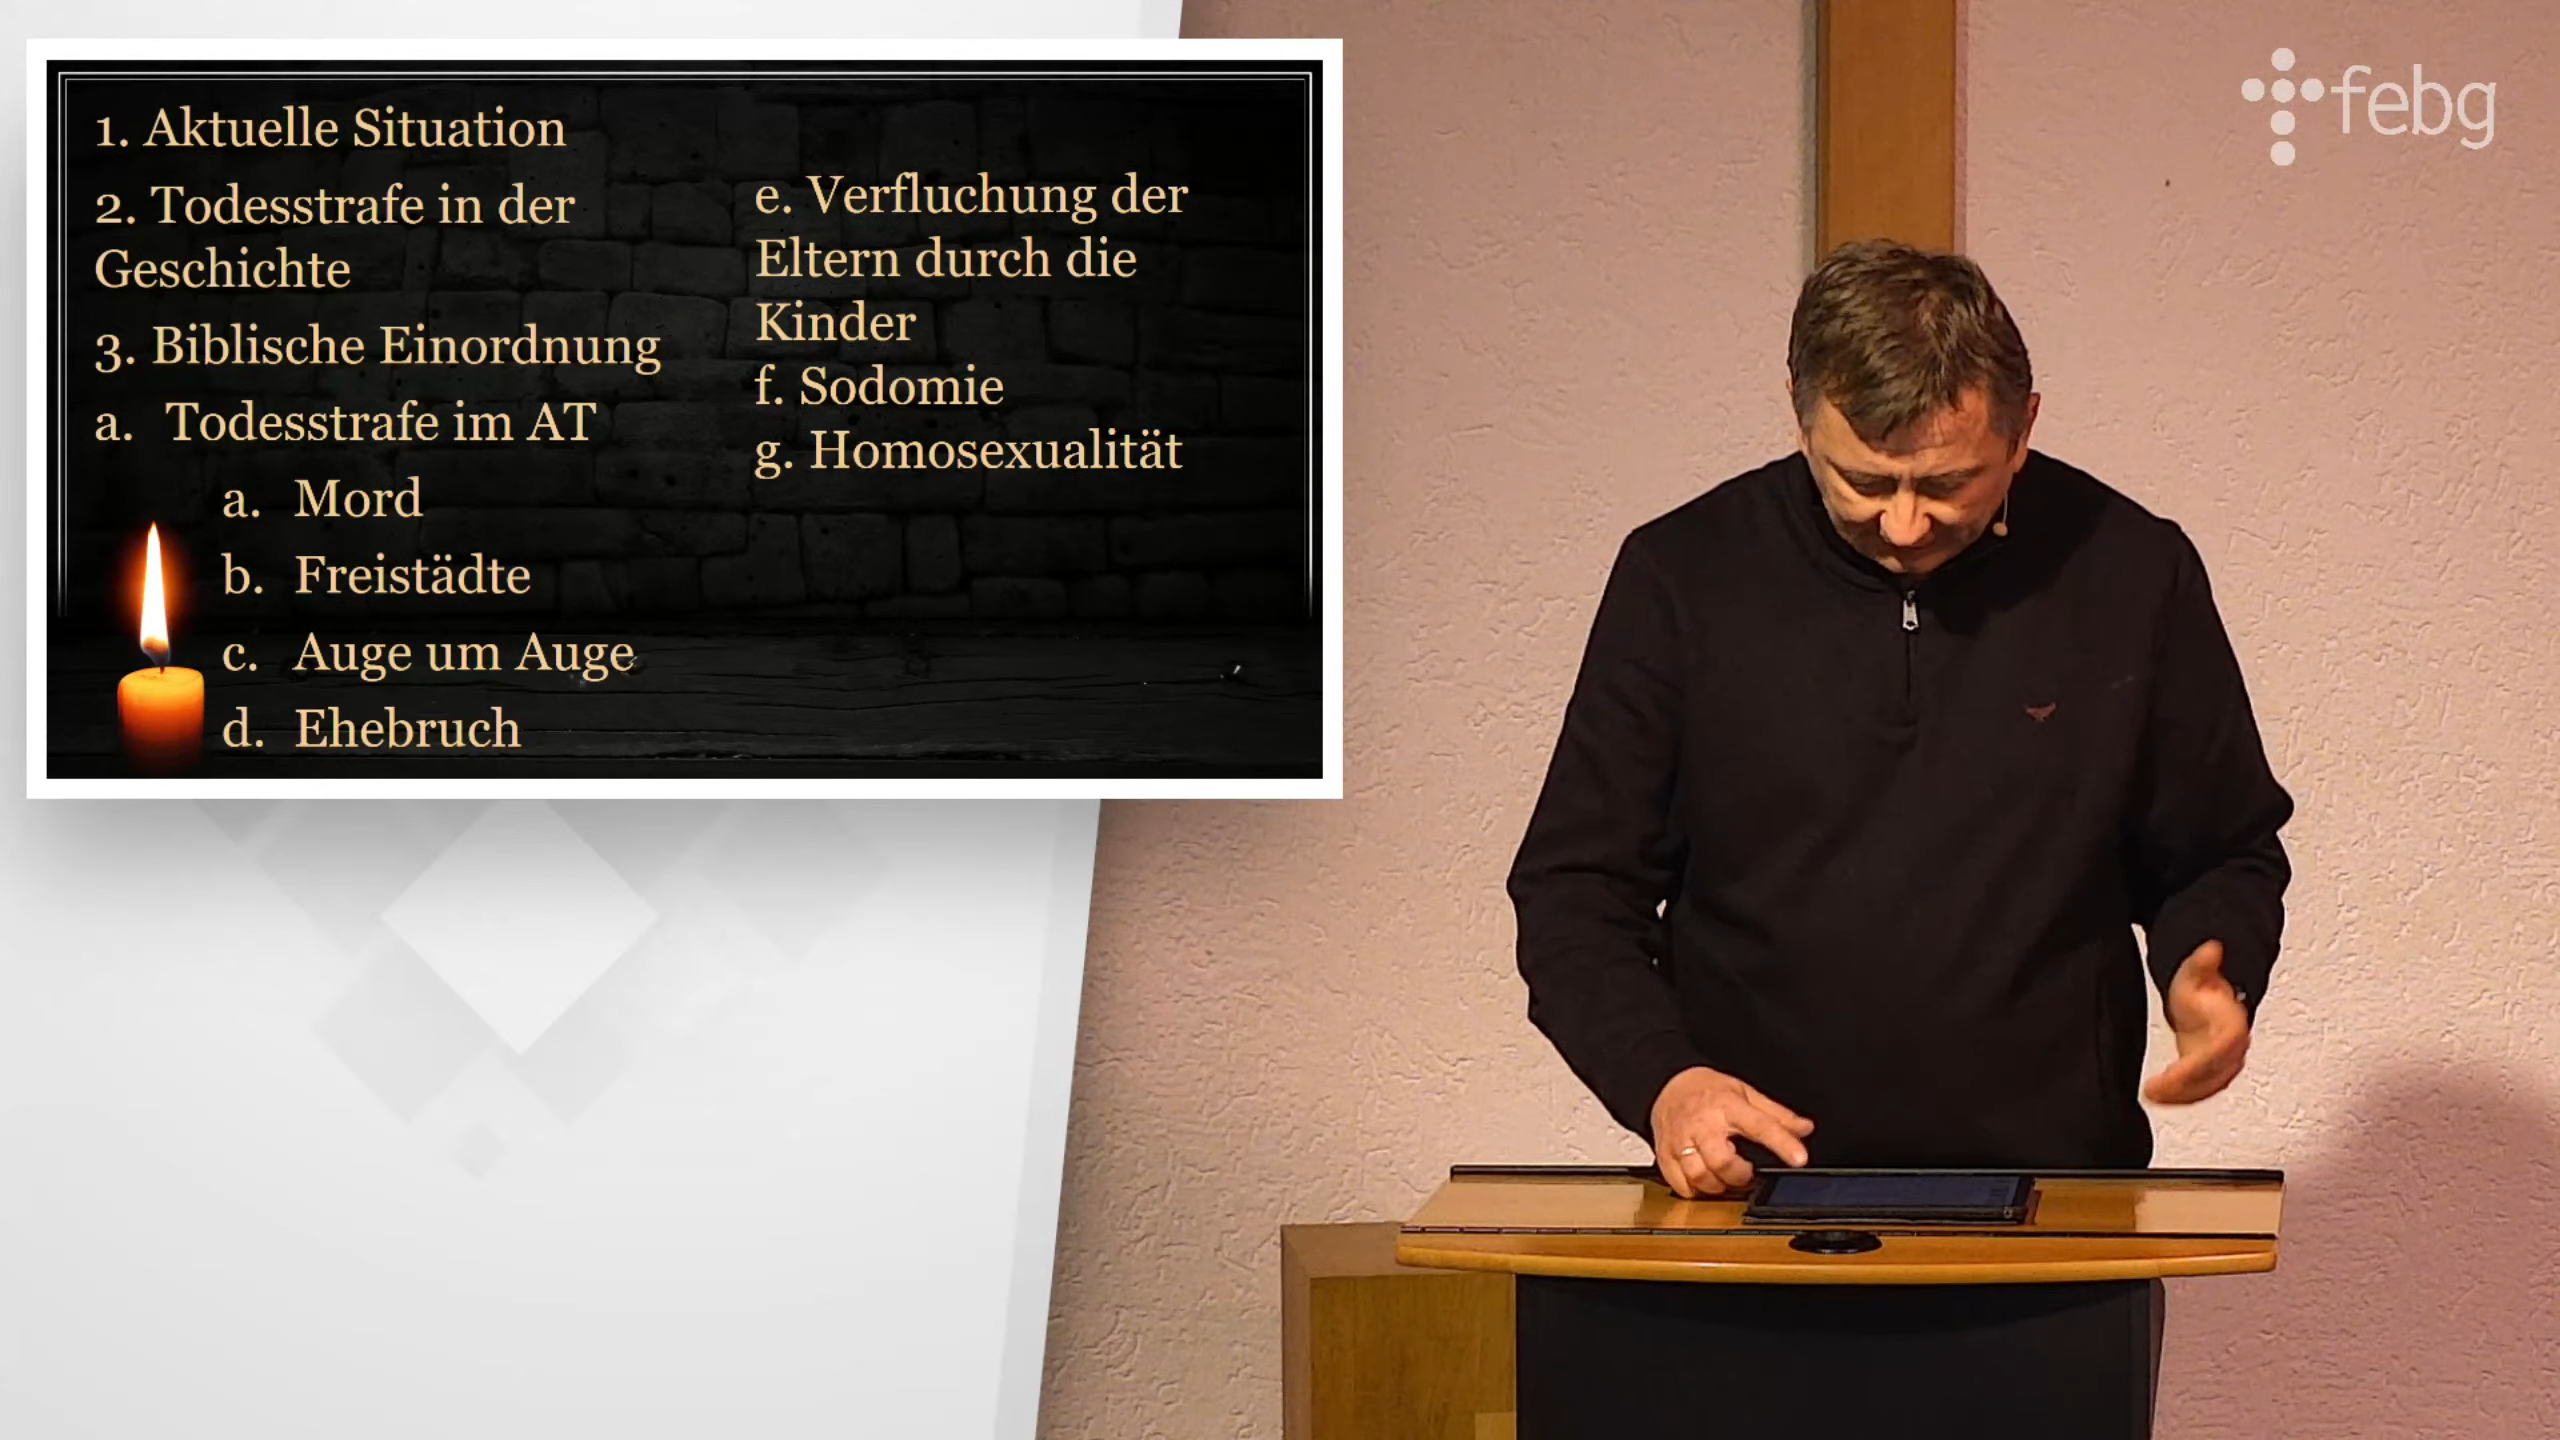 1. Aktuelle Situation
2. Todesstrafe in der
Geschichte
3. Biblische Einordnung
a. Todesstrafe im AT
a. Mord
b. Freistädte
c. Auge um Auge
d. Ehebruch
e. Verfluchung der
Eltern durch die
Kinder
f. Sodomie
g. Homosexualität
febg